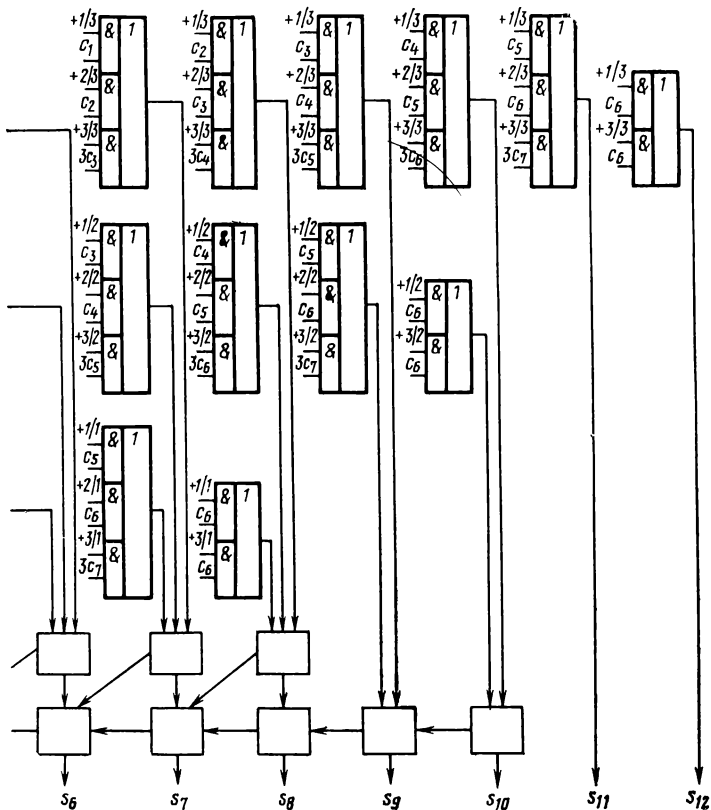 +1/3 & 1
C1
+2/3 &
C2
+3/3 &
3C3
+1/3 & 1
C2
+2/3 &
C3
+3/3 &
3C4
+1/3 & 1
C3
+2/3 &
C4
+3/3 &
3C5
+1/3 & 1
C4
+2/3 &
C5
+3/3 &
3C6
+1/3 & 1
C5
+2/3 &
C6
+3/3 &
3C7
+1/3 & 1
C6
+3/3 &
C6
+1/2 & 1
C3
+2/2 &
C4
+3/2 &
3C5
+1/2 & 1
C4
+2/2 &
C5
+3/2 &
3C6
+1/2 & 1
C5
+2/2 &
C6
+3/2 &
3C7
+1/2 & 1
C6
+3/2 &
C6
+1/1 & 1
C5
+2/1 &
C6
+3/1 &
3C7
+1/1 & 1
C6
+3/1 &
C6
S6 S7 S8 S9 S10 S11 S12